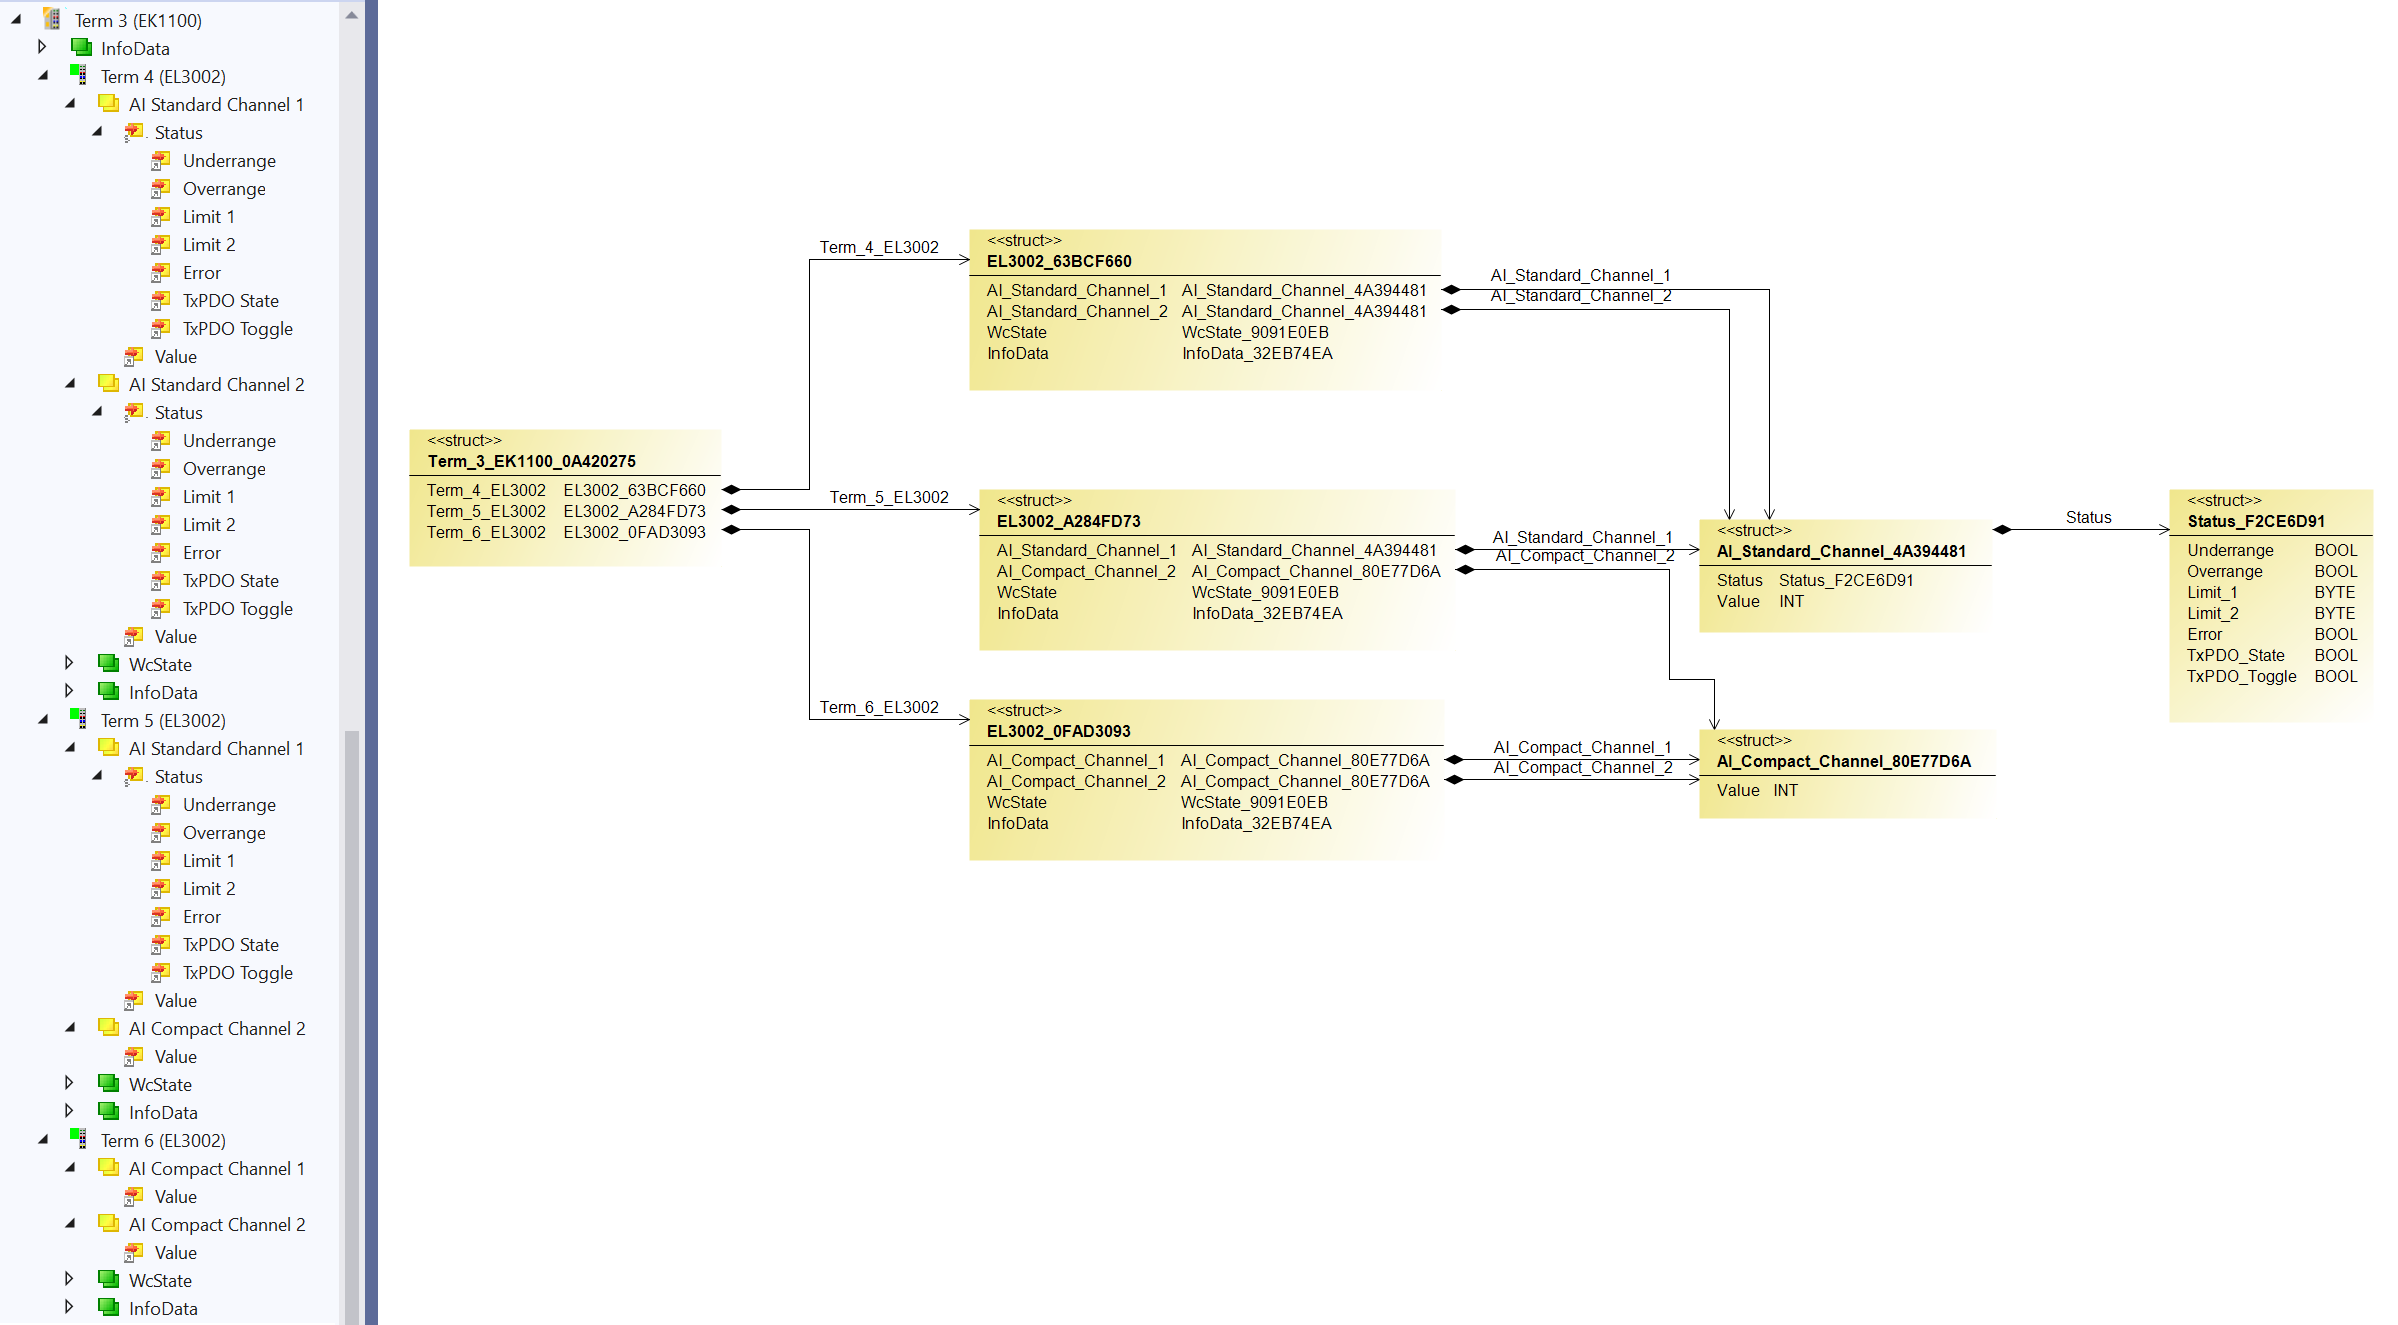 Term 3 (EK1100)
InfoData
Term 4 (EL3002)
AI Standard Channel 1
Status
Underrange
Overrange
Limit 1
Limit 2
Error
TxPDO State
TxPDO Toggle
Value
AI Standard Channel 2
Status
Underrange
Overrange
Limit 1
Limit 2
Error
TxPDO State
TxPDO Toggle
Value
WcState
InfoData
Term 5 (EL3002)
AI Standard Channel 1
Status
Underrange
Overrange
Limit 1
Limit 2
Error
TxPDO State
TxPDO Toggle
Value
AI Compact Channel 2
Value
WcState
InfoData
Term 6 (EL3002)
AI Compact Channel 1
Value
AI Compact Channel 2
Value
WcState
InfoData
<<struct>>
Term_3_EK1100_0A420275
Term_4_EL3002 EL3002_63BCF660
Term_5_EL3002 EL3002_A284FD73
Term_6_EL3002 EL3002_0FAD3093
Term_4_EL3002
Term_5_EL3002
Term_6_EL3002
<<struct>>
EL3002_63BCF660
AI_Standard_Channel_1 AI_Standard_Channel_4A394481
AI_Standard_Channel_2 AI_Standard_Channel_4A394481
WcState WcState_9091E0EB
InfoData InfoData_32EB74EA
AI_Standard_Channel_1
AI_Standard_Channel_2
<<struct>>
EL3002_A284FD73
AI_Standard_Channel_1 AI_Standard_Channel_4A394481
AI_Compact_Channel_2 AI_Compact_Channel_80E77D6A
WcState WcState_9091E0EB
InfoData InfoData_32EB74EA
AI_Standard_Channel_1
AI_Compact_Channel_2
<<struct>>
EL3002_0FAD3093
AI_Compact_Channel_1 AI_Compact_Channel_80E77D6A
AI_Compact_Channel_2 AI_Compact_Channel_80E77D6A
WcState WcState_9091E0EB
InfoData InfoData_32EB74EA
AI_Compact_Channel_1
AI_Compact_Channel_2
<<struct>>
AI_Standard_Channel_4A394481
Status Status_F2CE6D91
Value INT
<<struct>>
AI_Compact_Channel_80E77D6A
Value INT
Status
<<struct>>
Status_F2CE6D91
Underrange BOOL
Overrange BOOL
Limit_1 BYTE
Limit_2 BYTE
Error BOOL
TxPDO_State BOOL
TxPDO_Toggle BOOL